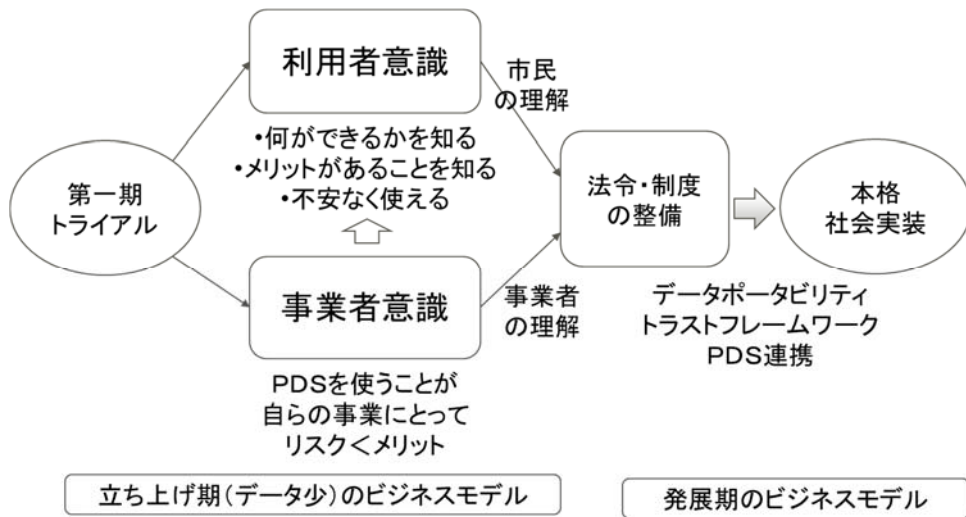 第一期
トライアル
利用者意識
・何ができるかを知る
・メリットがあることを知る
・不安なく使える
事業者意識
PDSを使うことが
自らの事業にとって
リスク＜メリット
市民
の理解
事業者
の理解
法令・制度
の整備
本格
社会実装
データポータビリティ
トラストフレームワーク
PDS連携
立ち上げ期(データ少)のビジネスモデル
発展期のビジネスモデル